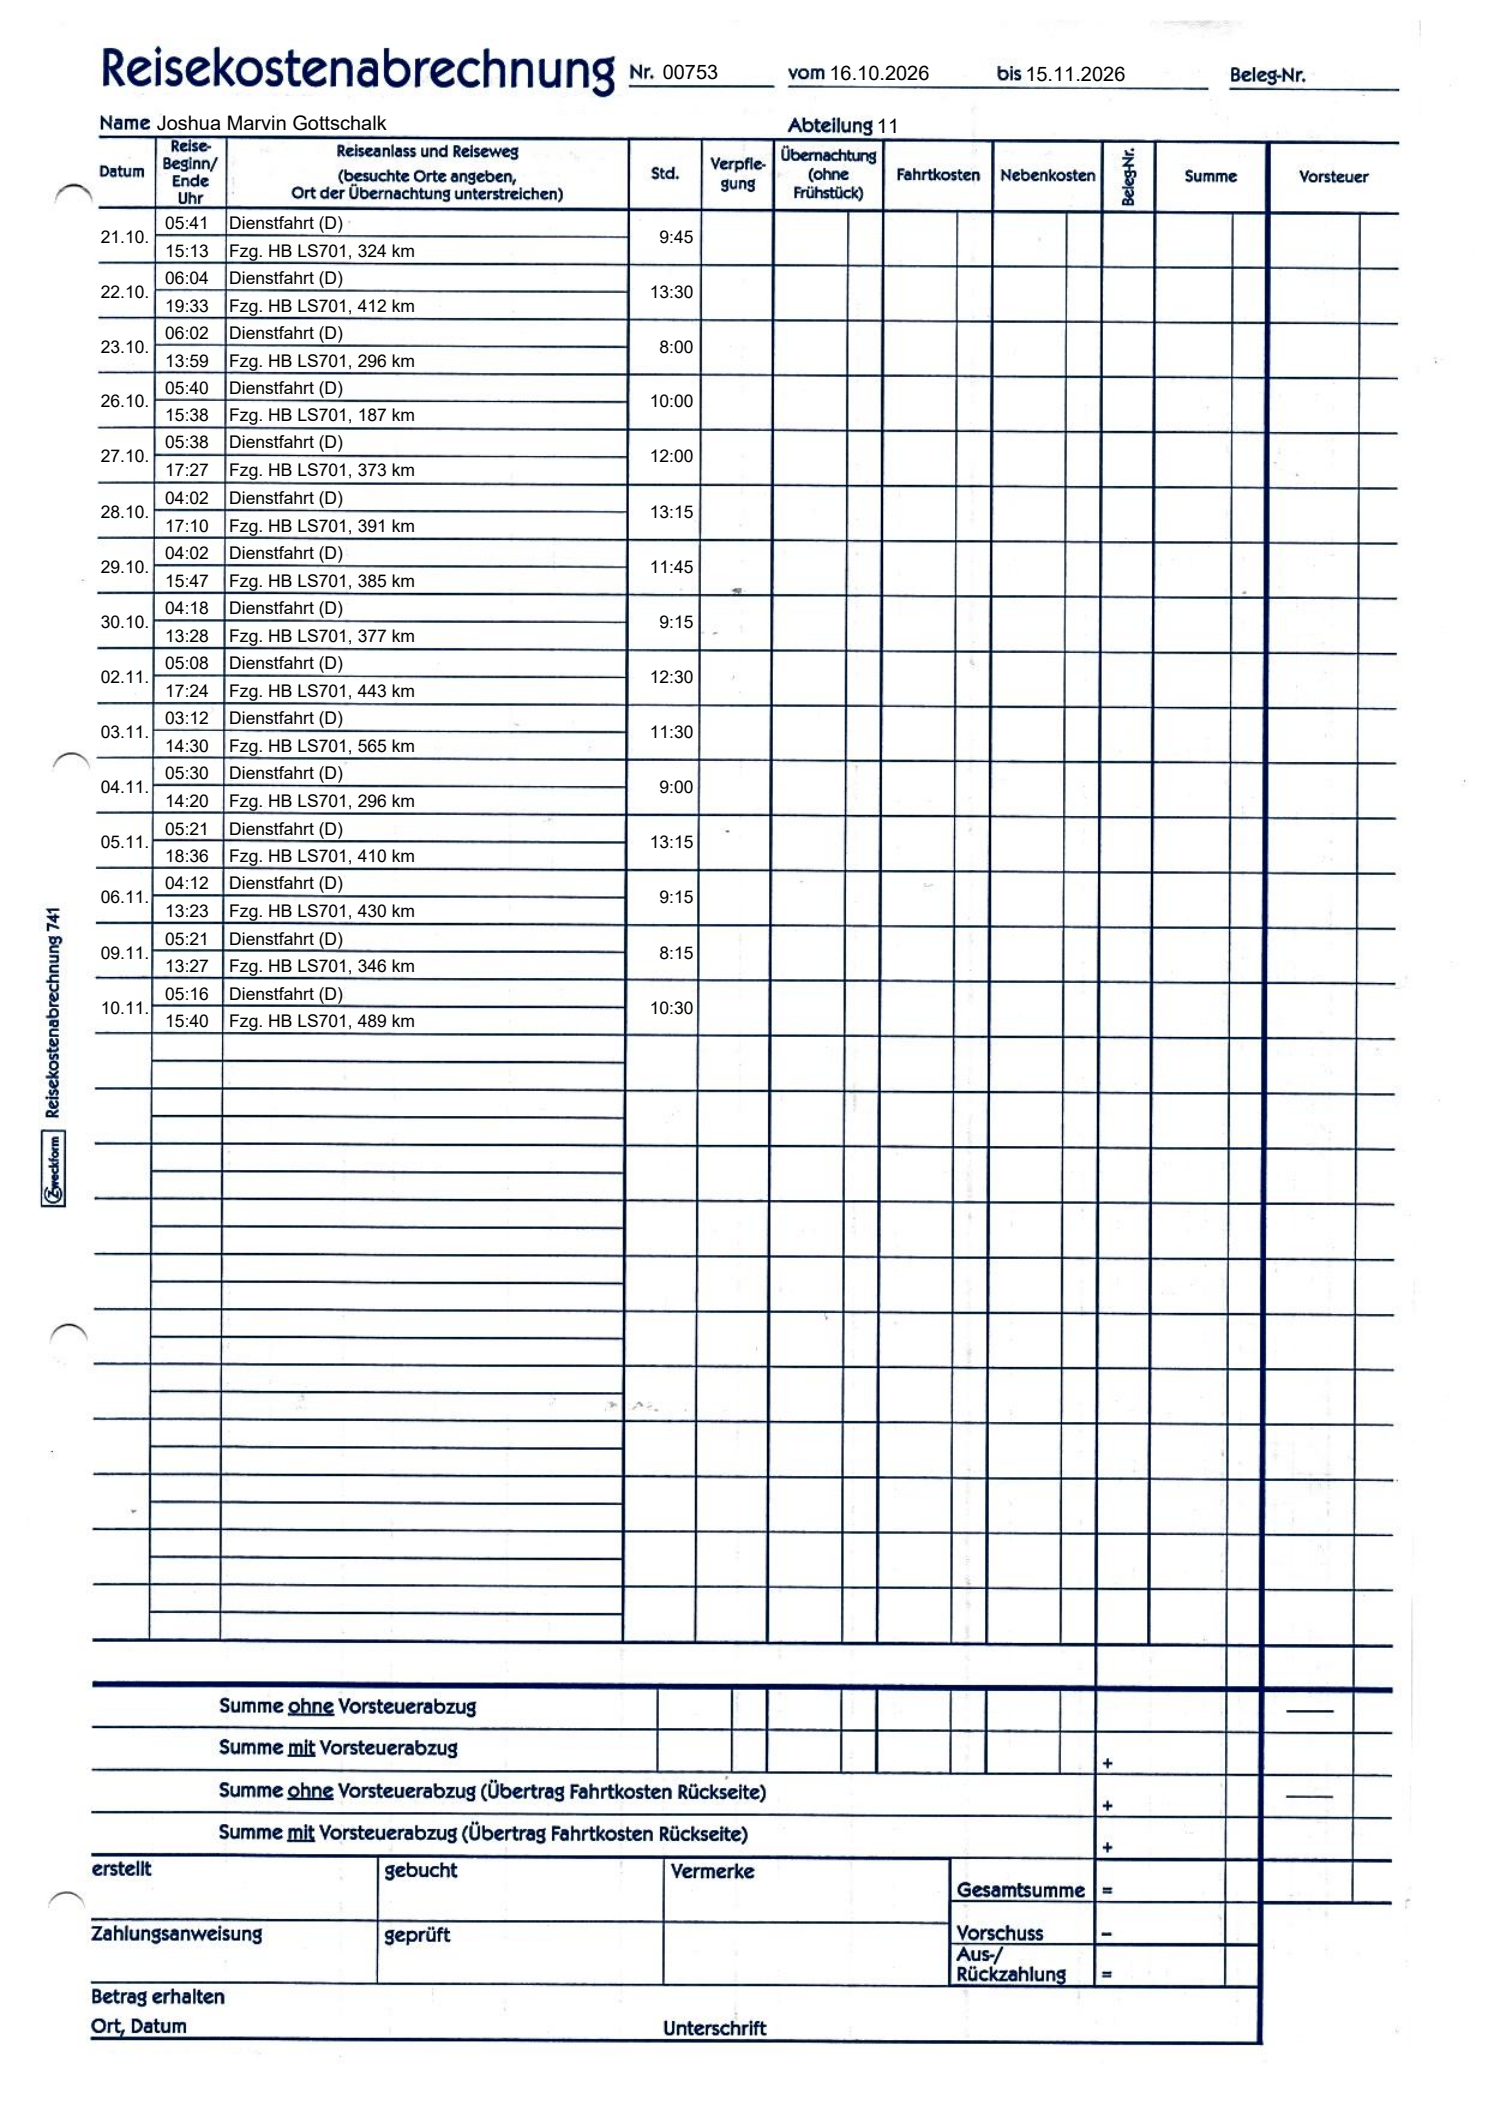 Reisekostenabrechnung Nr. 00753 vom 16.10.2026 bis 15.11.2026 Beleg-Nr.
Name Joshua Marvin Gottschalk Abteilung 11
Datum Reise-Beginn/Ende Uhr Reiseanlass und Reiseweg (besuchte Orte angeben, Ort der Übernachtung unterstreichen) Std. Verpfle-gung Übernachtung (ohne Frühstück) Fahrtkosten Nebenkosten Beleg-Nr. Summe Vorsteuer
21.10. 05:41 Dienstfahrt (D) 9:45
15:13 Fzg. HB LS701, 324 km
22.10. 06:04 Dienstfahrt (D) 13:30
19:33 Fzg. HB LS701, 412 km
23.10. 06:02 Dienstfahrt (D) 8:00
13:59 Fzg. HB LS701, 296 km
26.10. 05:40 Dienstfahrt (D) 10:00
15:38 Fzg. HB LS701, 187 km
27.10. 05:38 Dienstfahrt (D) 12:00
17:27 Fzg. HB LS701, 373 km
28.10. 04:02 Dienstfahrt (D) 13:15
17:10 Fzg. HB LS701, 391 km
29.10. 04:02 Dienstfahrt (D) 11:45
15:47 Fzg. HB LS701, 385 km
30.10. 04:18 Dienstfahrt (D) 9:15
13:28 Fzg. HB LS701, 377 km
02.11. 05:08 Dienstfahrt (D) 12:30
17:24 Fzg. HB LS701, 443 km
03.11. 03:12 Dienstfahrt (D) 11:30
14:30 Fzg. HB LS701, 565 km
04.11. 05:30 Dienstfahrt (D) 9:00
14:20 Fzg. HB LS701, 296 km
05.11. 05:21 Dienstfahrt (D) 13:15
18:36 Fzg. HB LS701, 410 km
06.11. 04:12 Dienstfahrt (D) 9:15
13:23 Fzg. HB LS701, 430 km
09.11. 05:21 Dienstfahrt (D) 8:15
13:27 Fzg. HB LS701, 346 km
10.11. 05:16 Dienstfahrt (D) 10:30
15:40 Fzg. HB LS701, 489 km
Zweckform Reisekostenabrechnung 741
Summe ohne Vorsteuerabzug —
Summe mit Vorsteuerabzug +
Summe ohne Vorsteuerabzug (Übertrag Fahrtkosten Rückseite) + —
Summe mit Vorsteuerabzug (Übertrag Fahrtkosten Rückseite) +
erstellt gebucht Vermerke Gesamtsumme =
Zahlungsanweisung geprüft Vorschuss –
Aus-/
Rückzahlung =
Betrag erhalten
Ort, Datum Unterschrift